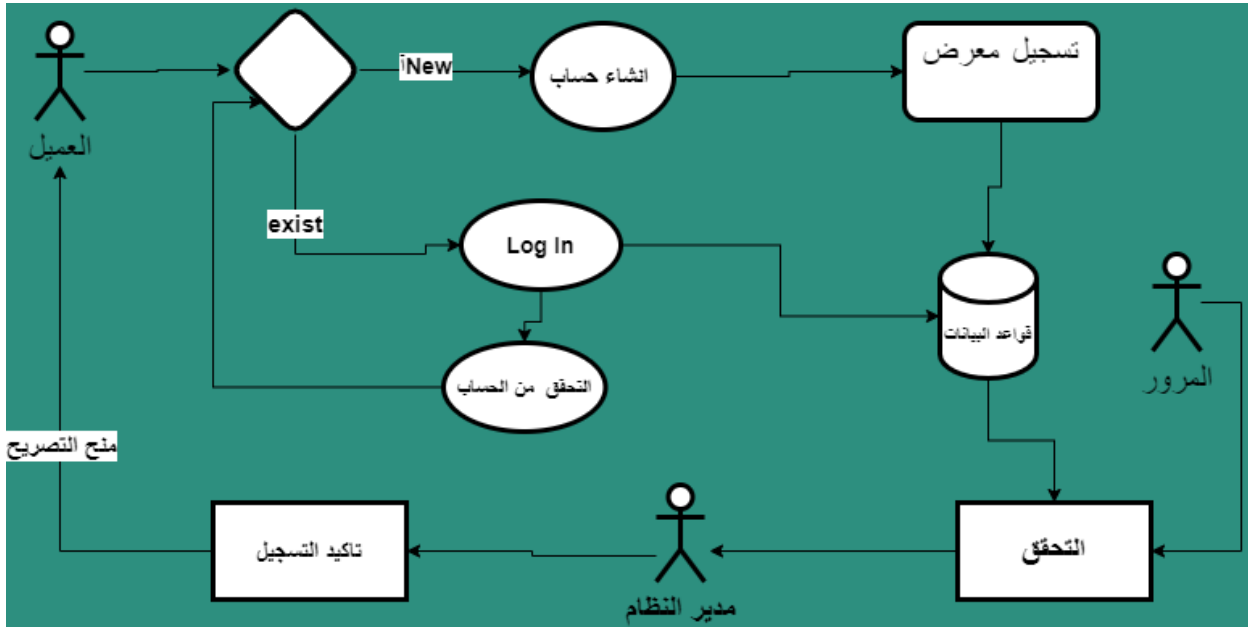 آNew
انشاء حساب
تسجيل معرض
العميل
exist
Log In
قواعد البيانات
التحقق من الحساب
المرور
منح التصريح
تاكيد التسجيل
التحقق
مدير النظام